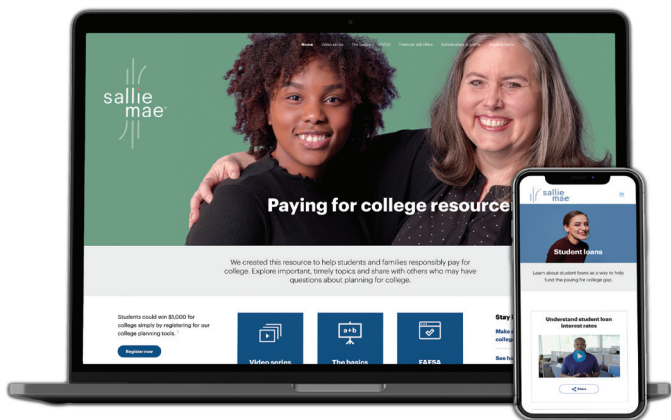 Home Video series The basics FAFSA Financial aid offers Scholarships & grants
sallie
mae
Paying for college resource
We created this resource to help students and families responsibly pay for
college. Explore important, timely topics and share with others who may have
questions about planning for college.
Students could win $1,000 for
college simply by registering for our
college planning tools.
Register now
a+b
Video series
The basics
FAFSA
Stay
Make
colleg
See ho
sallie
mae
Student loans
Learn about student loans as a way to help
fund the paying for college gap.
Understand student loan
interest rates
Share